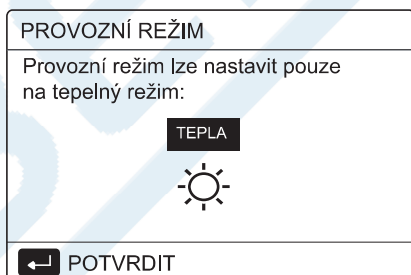 PROVOZNÍ REŽIM
Provozní režim lze nastavit pouze
na tepelný režim:
TEPLA
POTVRDIT